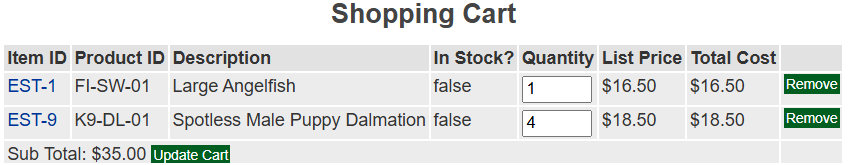 Shopping Cart
Item ID Product ID Description In Stock? Quantity List Price Total Cost
EST-1 FI-SW-01 Large Angelfish false 1 $16.50 $16.50 Remove
EST-9 K9-DL-01 Spotless Male Puppy Dalmation false 4 $18.50 $18.50 Remove
Sub Total: $35.00 Update Cart